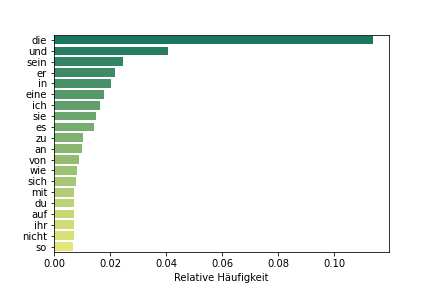 die
und
sein
er
in
eine
ich
sie
es
zu
an
von
wie
sich
mit
du
auf
ihr
nicht
so
0.00 0.02 0.04 0.06 0.08 0.10
Relative Häufigkeit